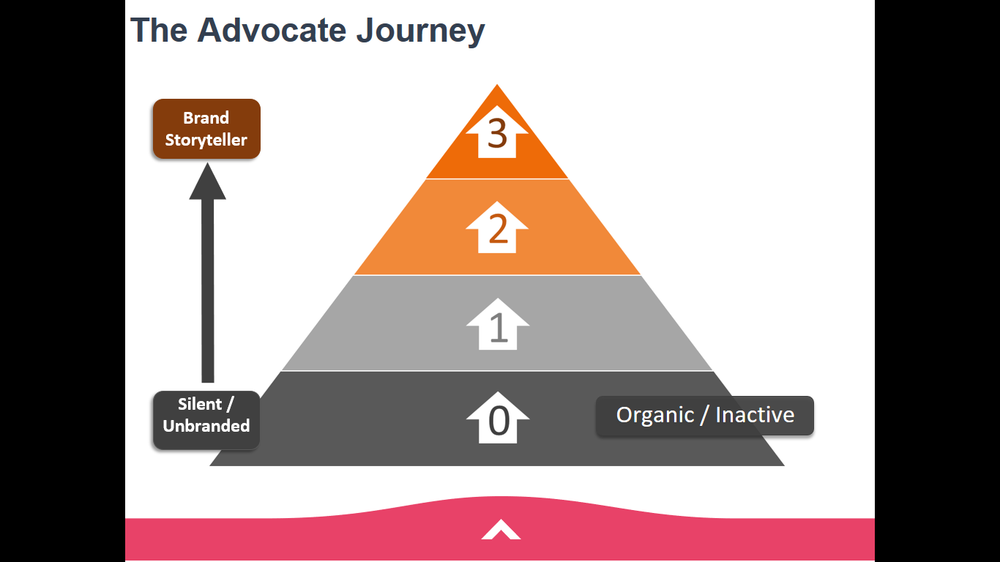 The Advocate Journey
Brand
Storyteller
3
2
1
Silent /
Unbranded
0
Organic / Inactive